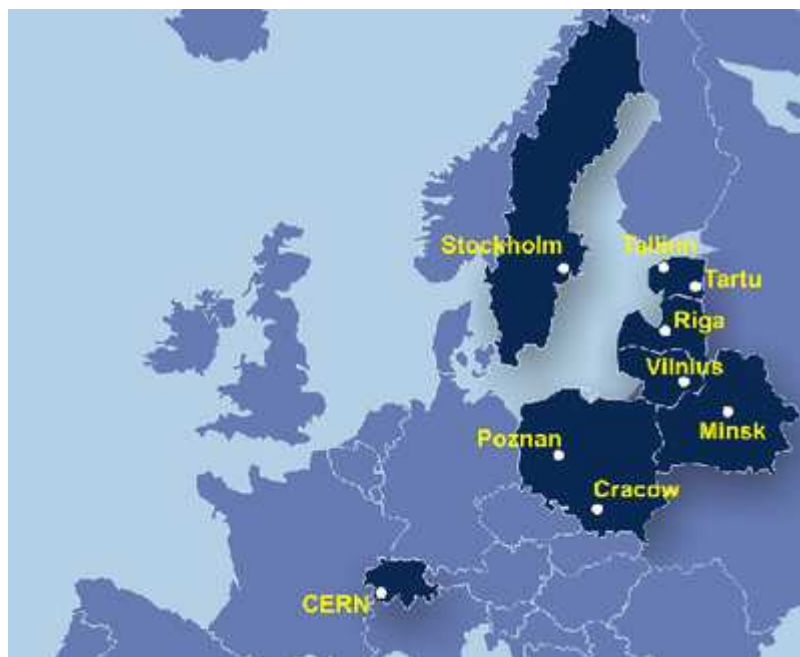 Stockholm
Tallinn
Tartu
Riga
Vilnius
Minsk
Poznan
Cracow
CERN